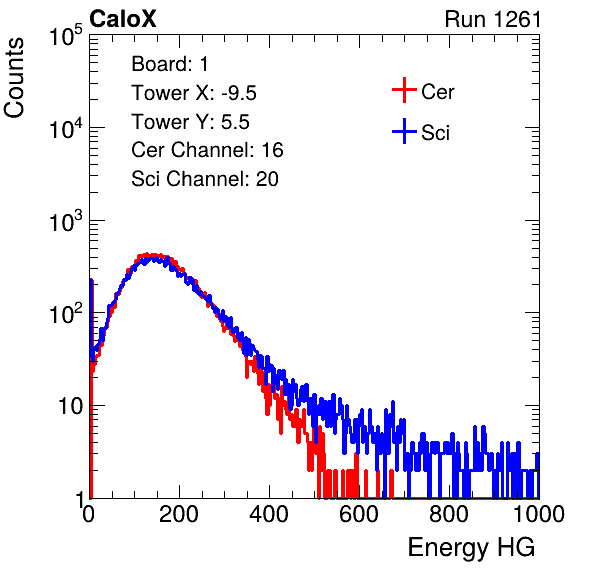 CaloX Run 1261
Counts
10^5
10^4
10^3
10^2
10
1
Board: 1
Tower X: -9.5
Tower Y: 5.5
Cer Channel: 16
Sci Channel: 20
Cer
Sci
0 200 400 600 800 1000
Energy HG